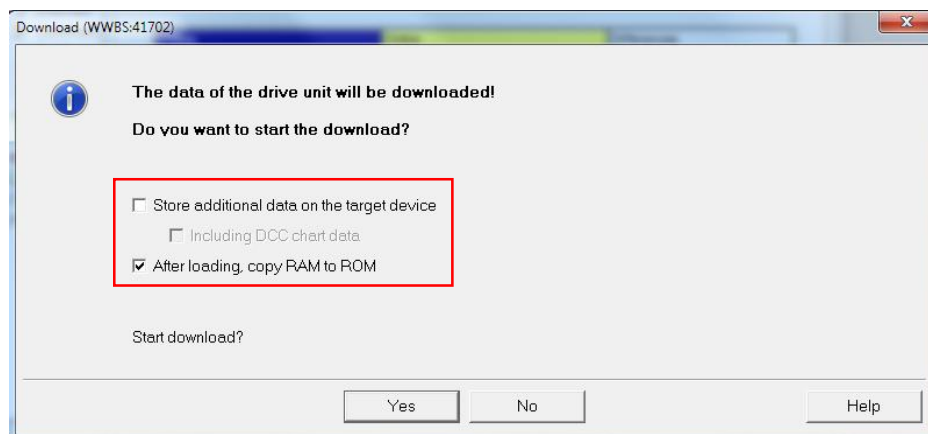 Download (WWBS:41702)
The data of the drive unit will be downloaded!
Do you want to start the download?
Store additional data on the target device
Including DCC chart data
After loading, copy RAM to ROM
Start download?
Yes
No
Help